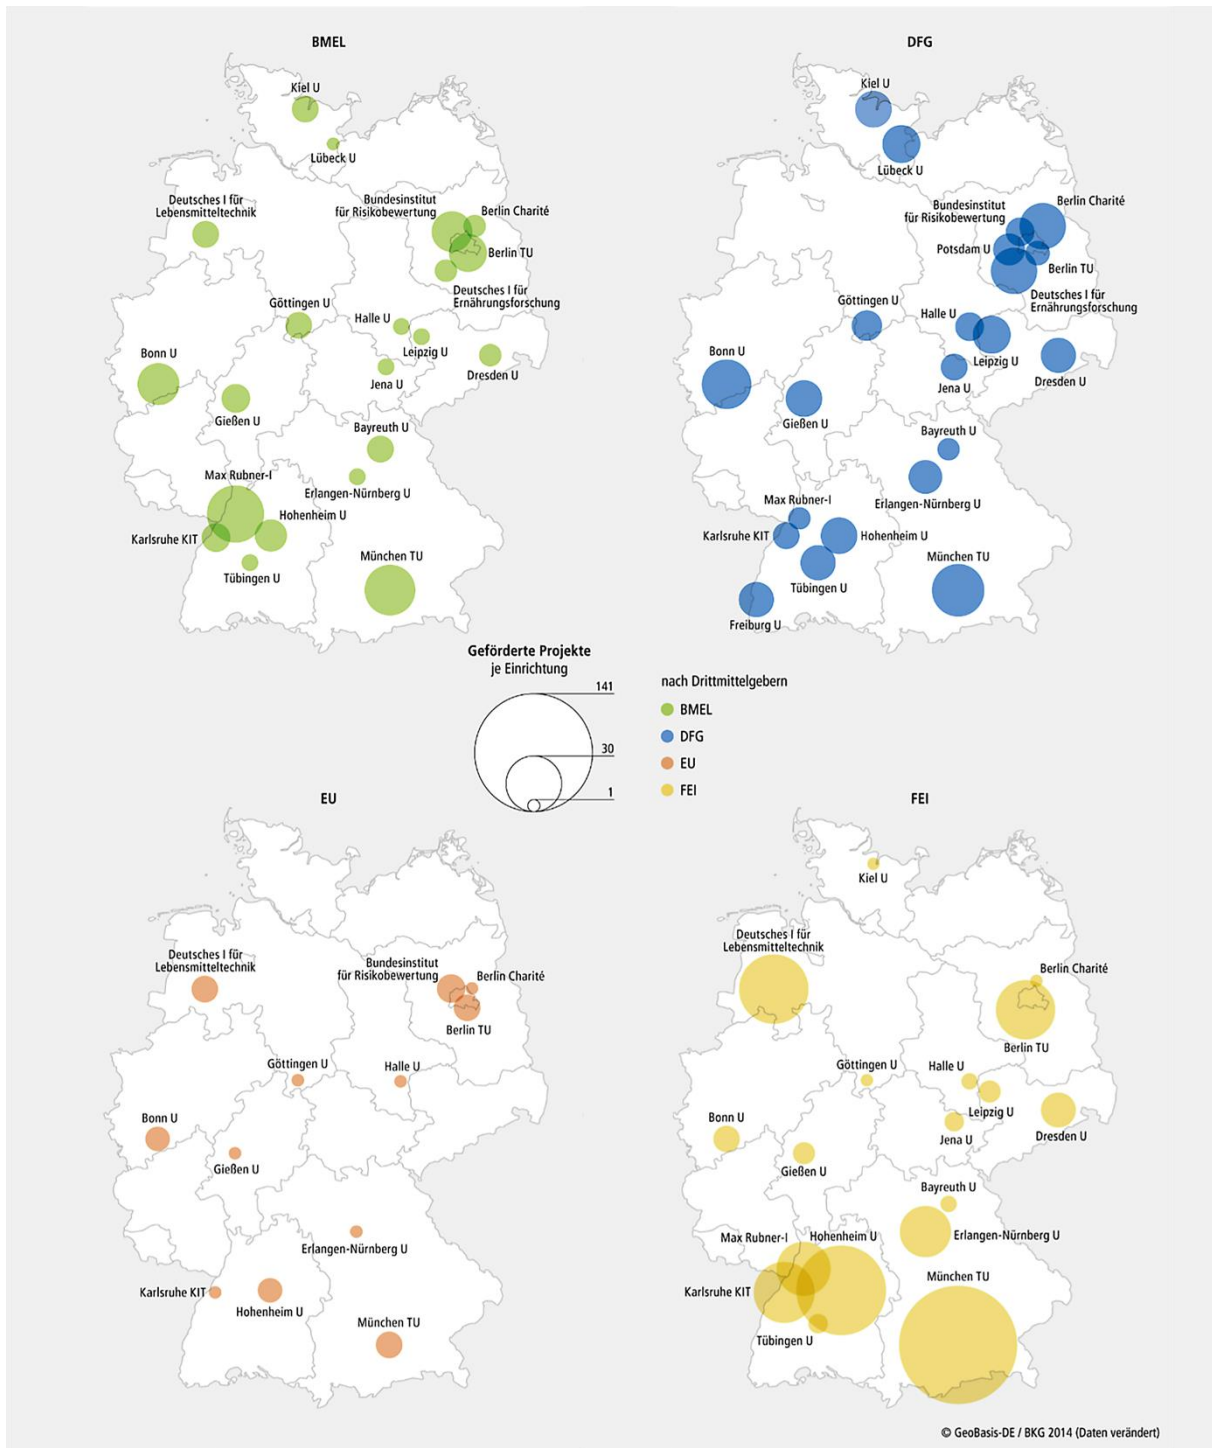 BMEL
Kiel U
Lübeck U
Deutsches I für
Lebensmitteltechnik
Bundesinstitut
für Risikobewertung
Berlin Charité
Berlin TU
Deutsches I für
Ernährungsforschung
Göttingen U
Halle U
Leipzig U
Bonn U
Jena U
Dresden U
Gießen U
Bayreuth U
Max Rubner-I
Erlangen-Nürnberg U
Hohenheim U
Karlsruhe KIT
München TU
Tübingen U
DFG
Kiel U
Lübeck U
Bundesinstitut
für Risikobewertung
Berlin Charité
Potsdam U
Berlin TU
Deutsches I für
Ernährungsforschung
Göttingen U
Halle U
Leipzig U
Bonn U
Jena U
Dresden U
Gießen U
Bayreuth U
Max Rubner-I
Erlangen-Nürnberg U
Karlsruhe KIT
Hohenheim U
München TU
Tübingen U
Freiburg U
Geförderte Projekte
je Einrichtung
141
30
1
nach Drittmittelgebern
BMEL
DFG
EU
FEI
EU
Deutsches I für
Lebensmitteltechnik
Bundesinstitut
für Risikobewertung
Berlin Charité
Berlin TU
Göttingen U
Halle U
Bonn U
Gießen U
Erlangen-Nürnberg U
Karlsruhe KIT
Hohenheim U
München TU
FEI
Kiel U
Deutsches I für
Lebensmitteltechnik
Berlin Charité
Berlin TU
Göttingen U
Halle U
Leipzig U
Bonn U
Jena U
Dresden U
Gießen U
Bayreuth U
Max Rubner-I
Hohenheim U
Erlangen-Nürnberg U
München TU
Karlsruhe KIT
Tübingen U
© GeoBasis-DE / BKG 2014 (Daten verändert)